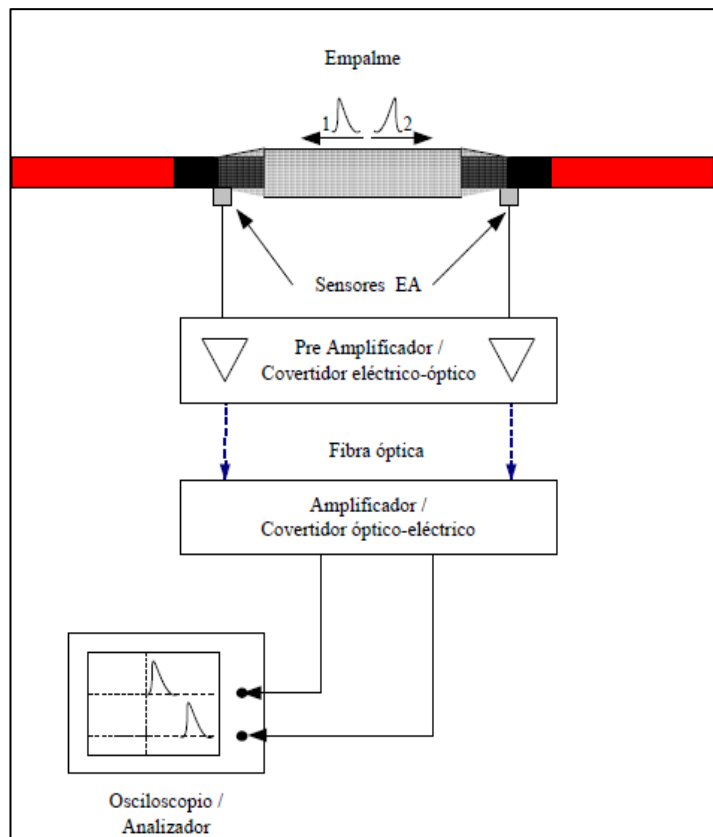 Empalme
1 2
Sensores EA
Pre Amplificador /
Covertidor eléctrico-óptico
Fibra óptica
Amplificador /
Covertidor óptico-eléctrico
Osciloscopio /
Analizador